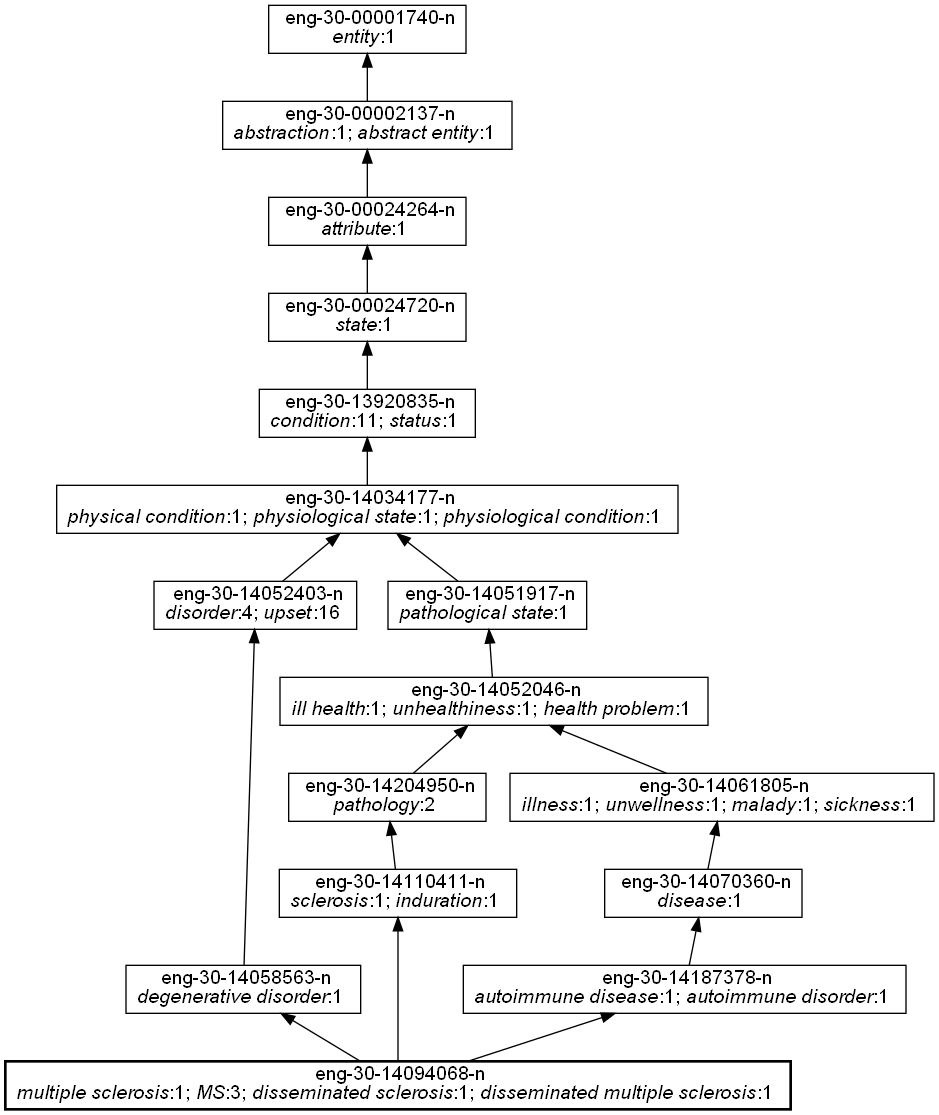 eng-30-00001740-n
entity:1
eng-30-00002137-n
abstraction:1; abstract entity:1
eng-30-00024264-n
attribute:1
eng-30-00024720-n
state:1
eng-30-13920835-n
condition:11; status:1
eng-30-14034177-n
physical condition:1; physiological state:1; physiological condition:1
eng-30-14052403-n
disorder:4; upset:16
eng-30-14051917-n
pathological state:1
eng-30-14052046-n
ill health:1; unhealthiness:1; health problem:1
eng-30-14204950-n
pathology:2
eng-30-14061805-n
illness:1; unwellness:1; malady:1; sickness:1
eng-30-14110411-n
sclerosis:1; induration:1
eng-30-14070360-n
disease:1
eng-30-14058563-n
degenerative disorder:1
eng-30-14187378-n
autoimmune disease:1; autoimmune disorder:1
eng-30-14094068-n
multiple sclerosis:1; MS:3; disseminated sclerosis:1; disseminated multiple sclerosis:1